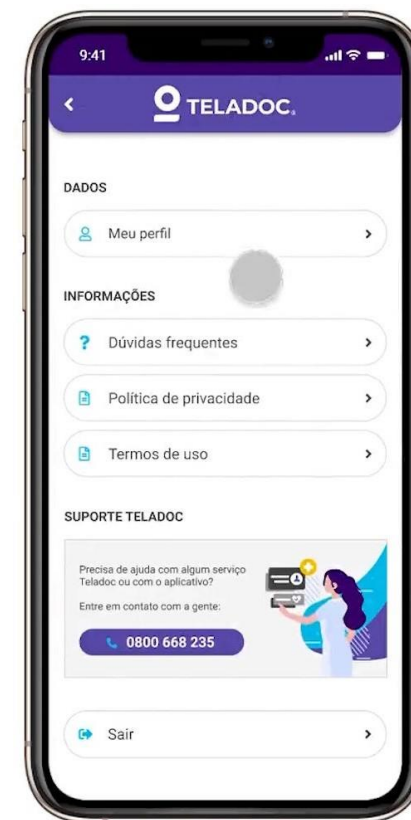 9:41
TELADOC.
DADOS
Meu perfil
INFORMAÇÕES
Dúvidas frequentes
Política de privacidade
Termos de uso
SUPORTE TELADOC
Precisa de ajuda com algum serviço
Teladoc ou com o aplicativo?
Entre em contato com a gente:
0800 668 235
Sair